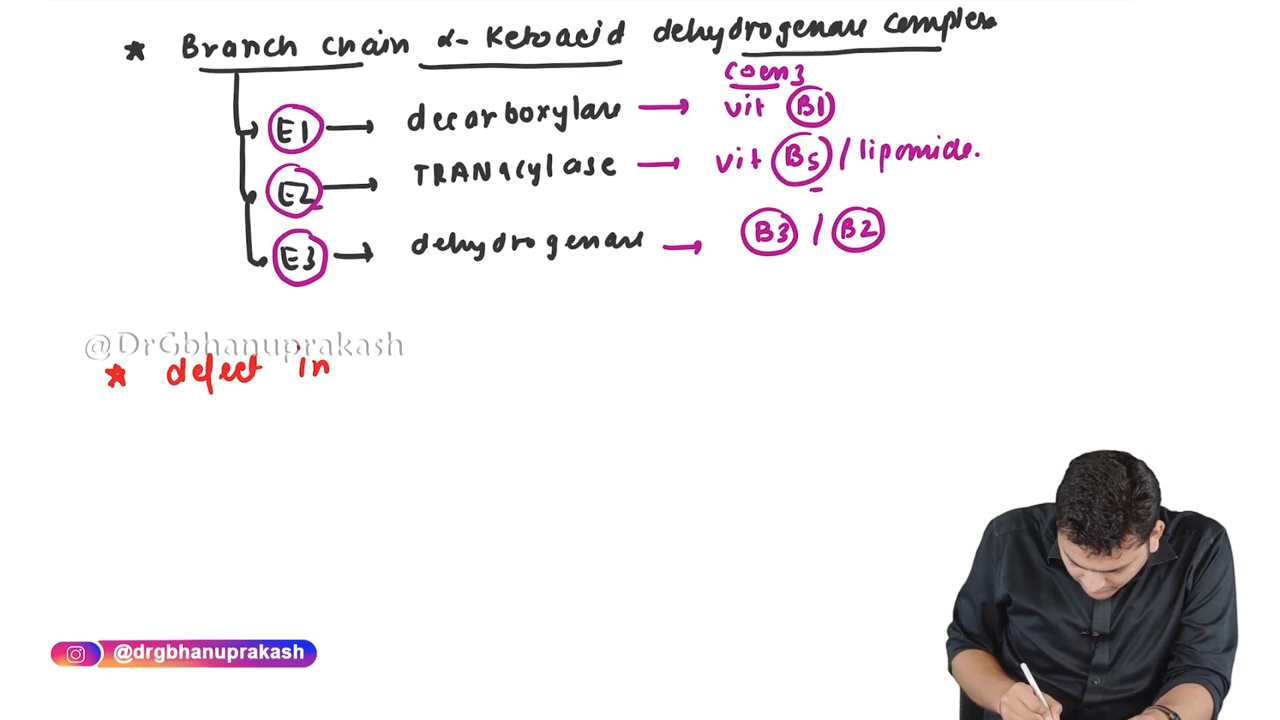 * Branch chain α- Ketoacid dehydrogenase complex
coenz
E1 → decarboxylase → vit B1
E2 → TRANacylase → vit B5 / lipomide.
E3 → dehydrogenase → B3 / B2
@DrGbhanuprakash
* defect in
@drgbhanuprakash